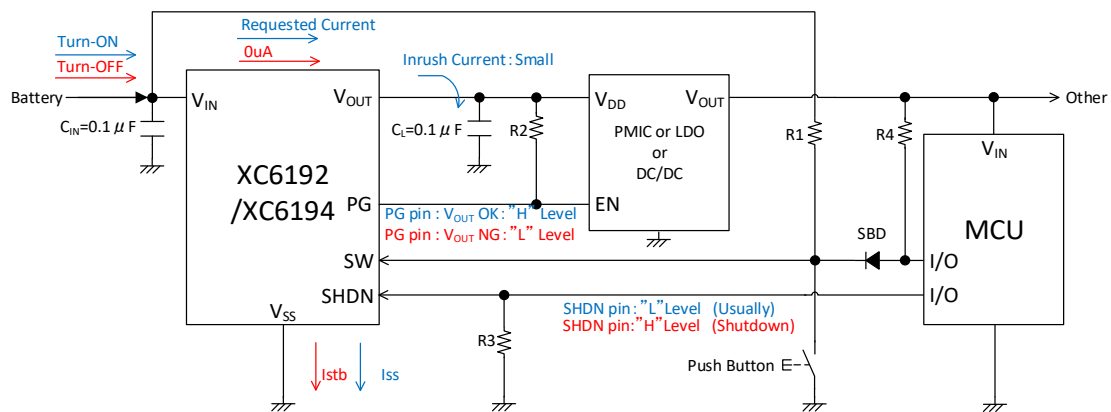 Requested Current
Turn-ON
0uA
Turn-OFF
Inrush Current : Small
Battery
VIN
VOUT
VDD
VOUT
Other
CIN=0.1μF
CL=0.1μF
R2
PMIC or LDO
or
DC/DC
R1
R4
VIN
XC6192
/XC6194
PG
EN
PG pin : VOUT OK : "H" Level
PG pin : VOUT NG : "L" Level
MCU
SBD
SW
I/O
SHDN
I/O
SHDN pin : "L" Level (Usually)
SHDN pin: "H" Level (Shutdown)
VSS
R3
Push Button
Istb
Iss